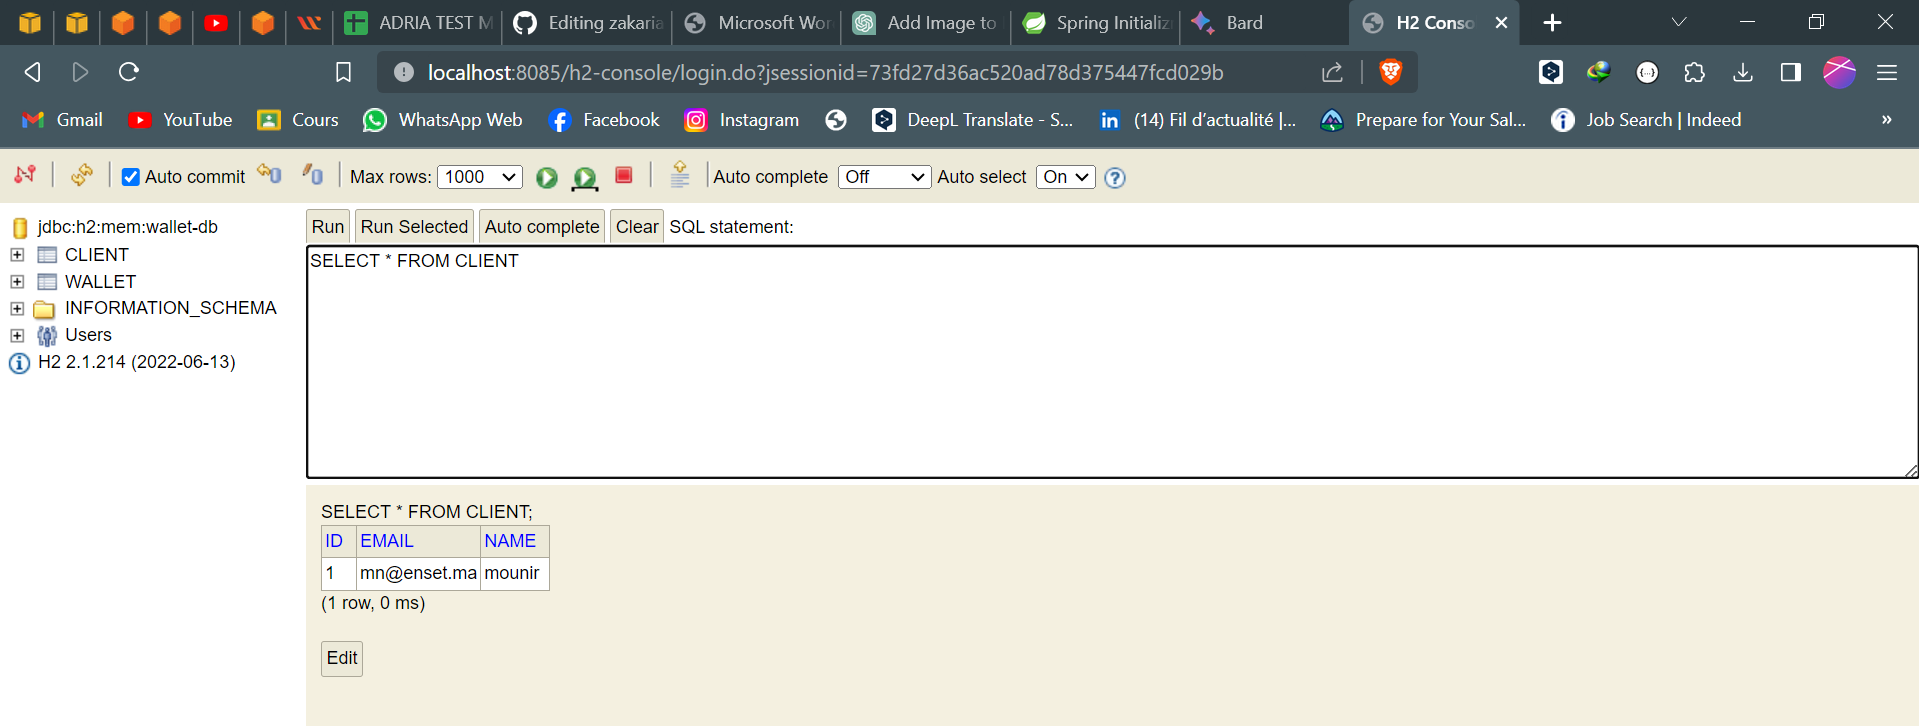 ADRIA TEST M
Editing zakaria
Microsoft Wor
Add Image to
Spring Initializ
Bard
H2 Conso
localhost:8085/h2-console/login.do?jsessionid=73fd27d36ac520ad78d375447fcd029b
Gmail YouTube Cours WhatsApp Web Facebook Instagram DeepL Translate - S... (14) Fil d'actualité |... Prepare for Your Sal... Job Search | Indeed »
Auto commit Max rows: 1000 Auto complete Off Auto select On
jdbc:h2:mem:wallet-db
CLIENT
WALLET
INFORMATION_SCHEMA
Users
H2 2.1.214 (2022-06-13)
Run Run Selected Auto complete Clear SQL statement:
SELECT * FROM CLIENT
SELECT * FROM CLIENT;
ID EMAIL NAME
1 mn@enset.ma mounir
(1 row, 0 ms)
Edit